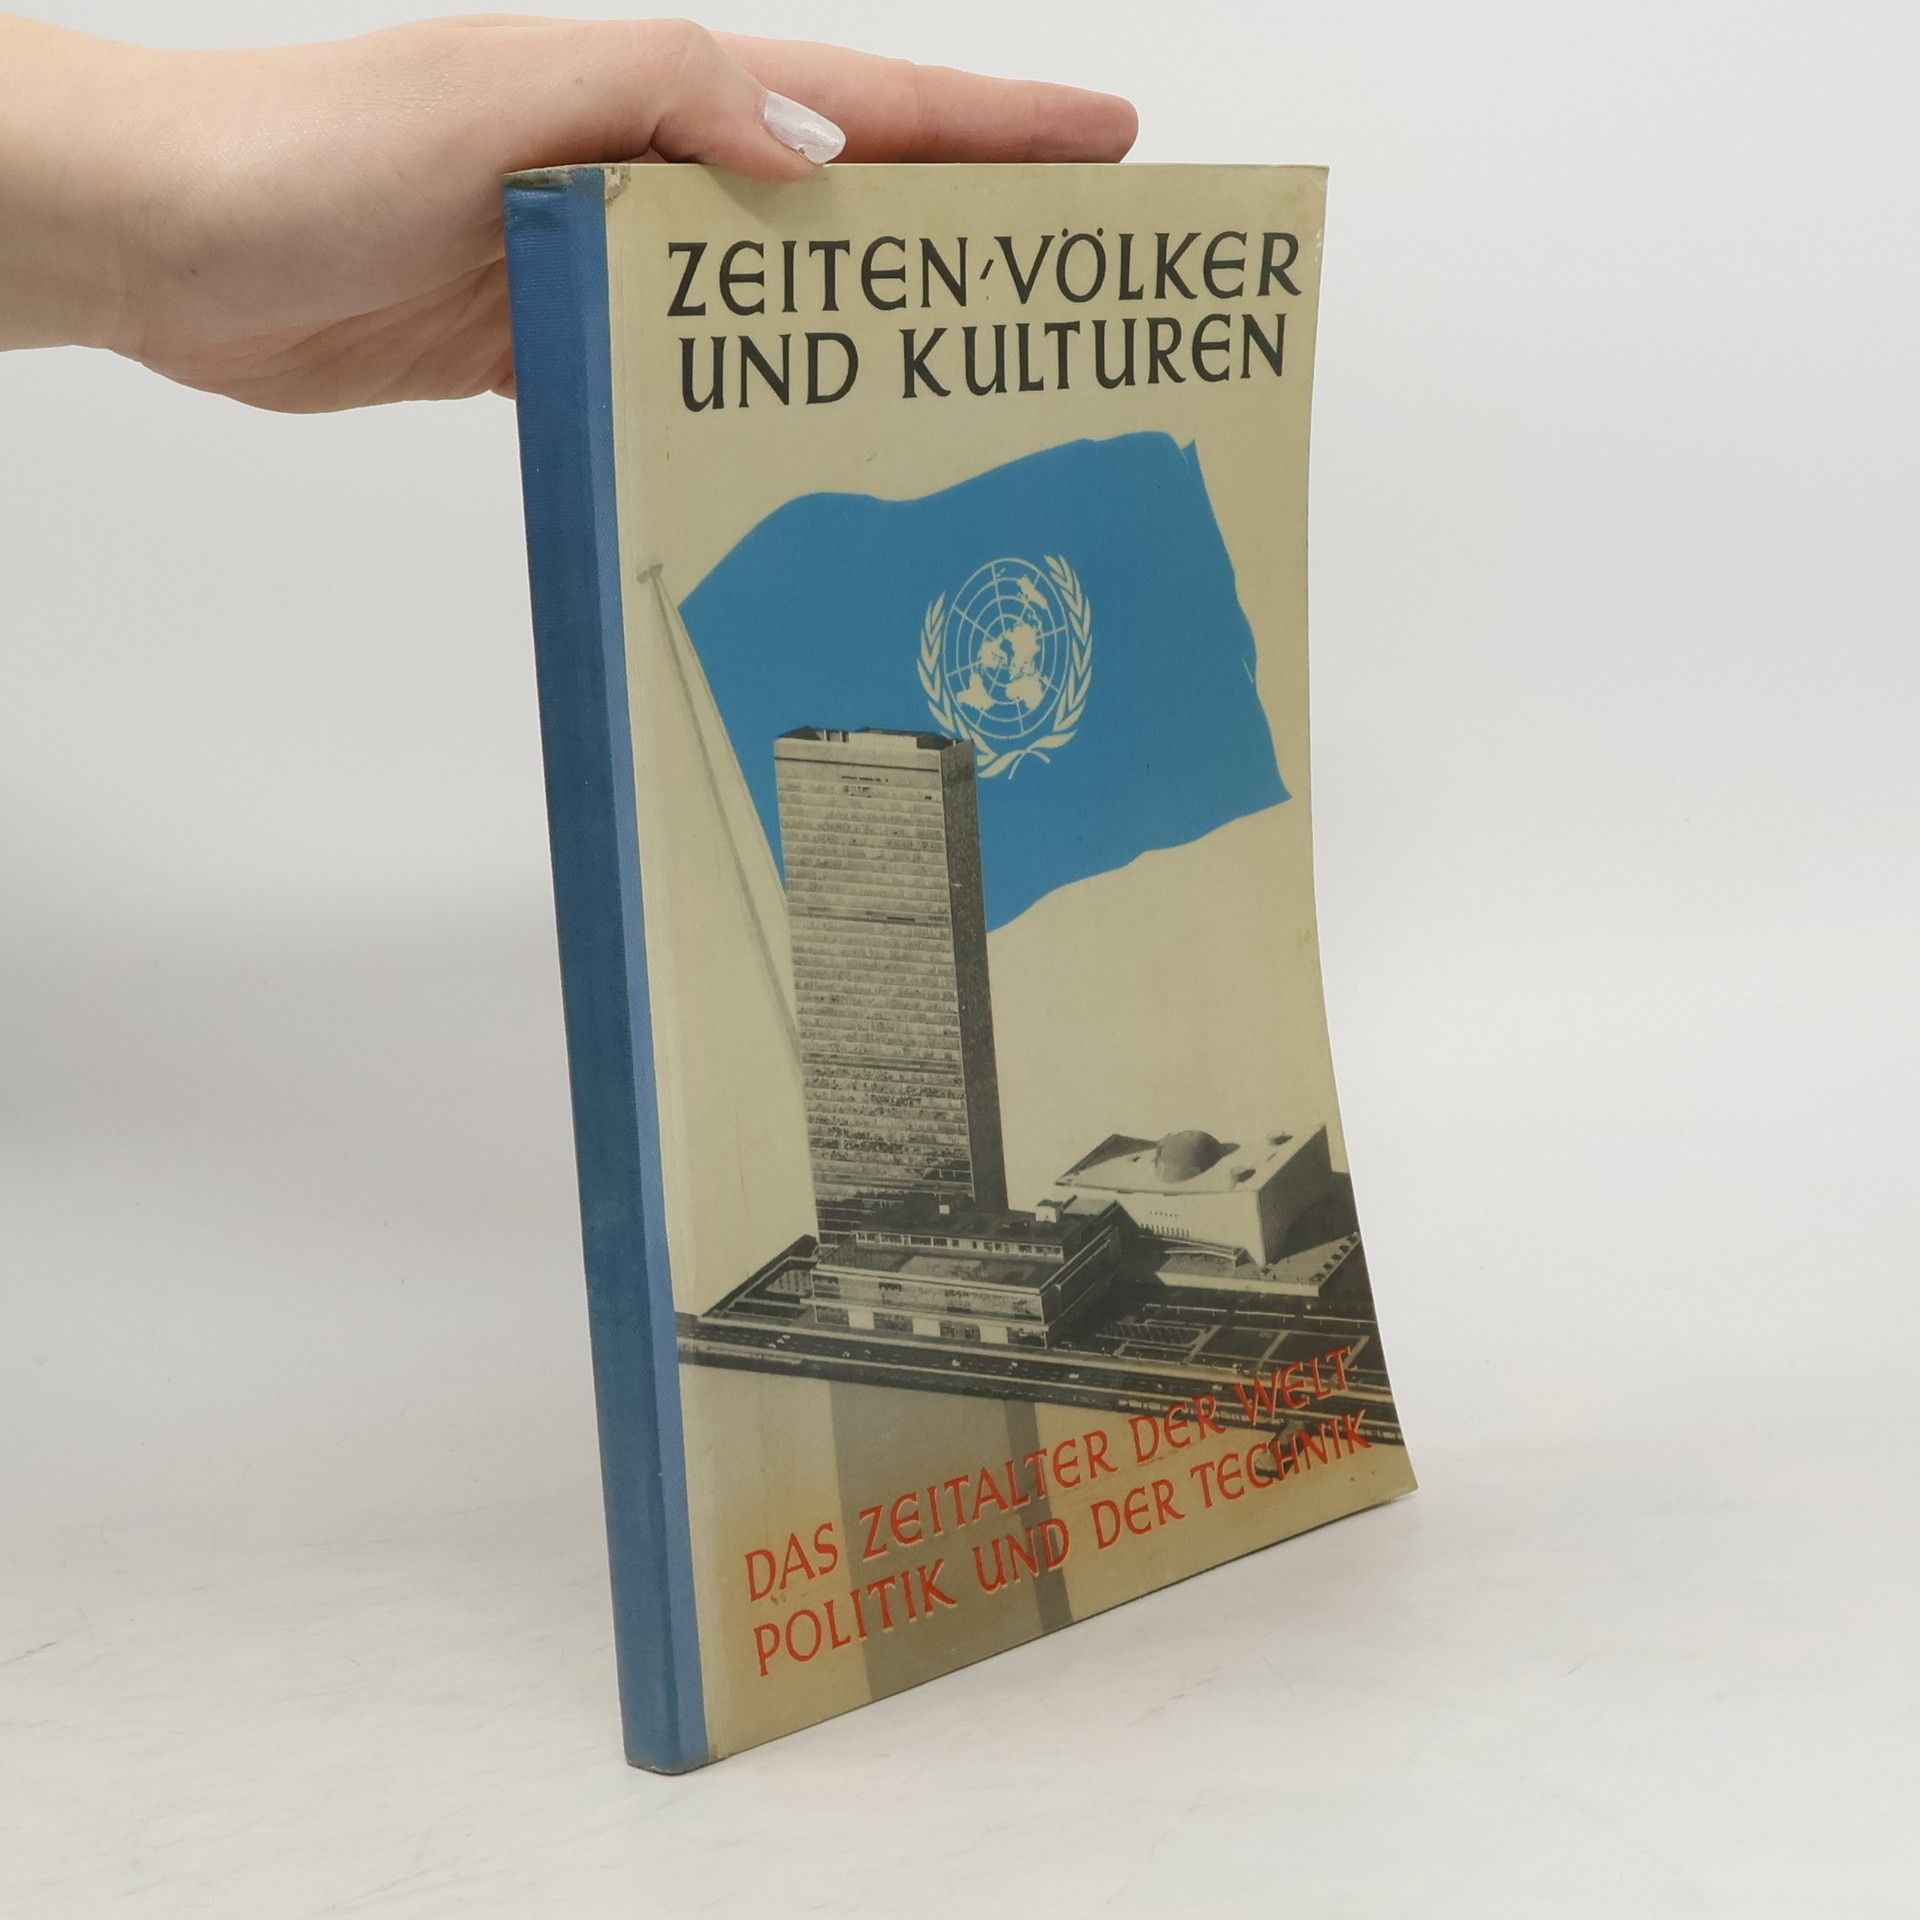 ZEITEN, VÖLKER
UND KULTUREN
DAS ZEITALTER DER WELT-
POLITIK UND DER TECHNIK